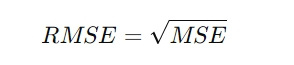 RMSE = √MSE